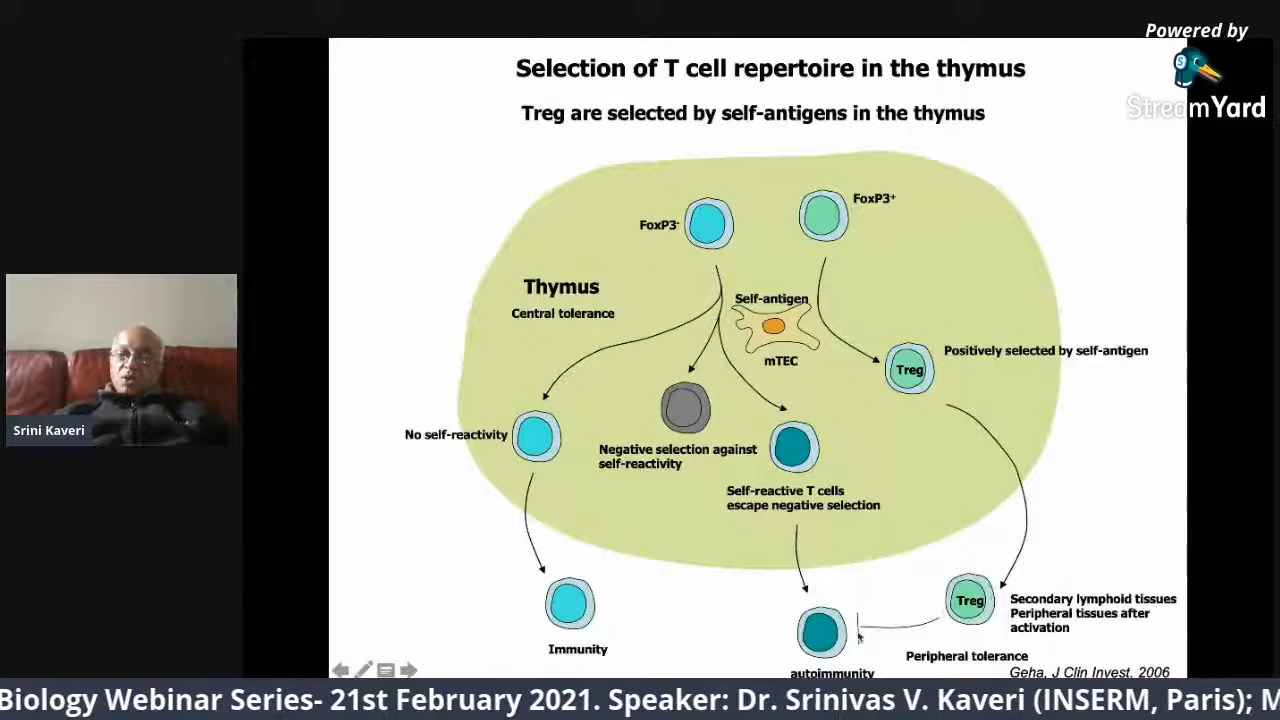 Powered by
StreamYard
Selection of T cell repertoire in the thymus
Treg are selected by self-antigens in the thymus
FoxP3-
FoxP3+
Thymus
Central tolerance
Self-antigen
mTEC
Treg
Positively selected by self-antigen
No self-reactivity
Negative selection against
self-reactivity
Self-reactive T cells
escape negative selection
Srini Kaveri
Immunity
autoimmunity
Treg
Secondary lymphoid tissues
Peripheral tissues after
activation
Peripheral tolerance
Geha, J Clin Invest. 2006
Biology Webinar Series- 21st February 2021. Speaker: Dr. Srinivas V. Kaveri (INSERM, Paris); M